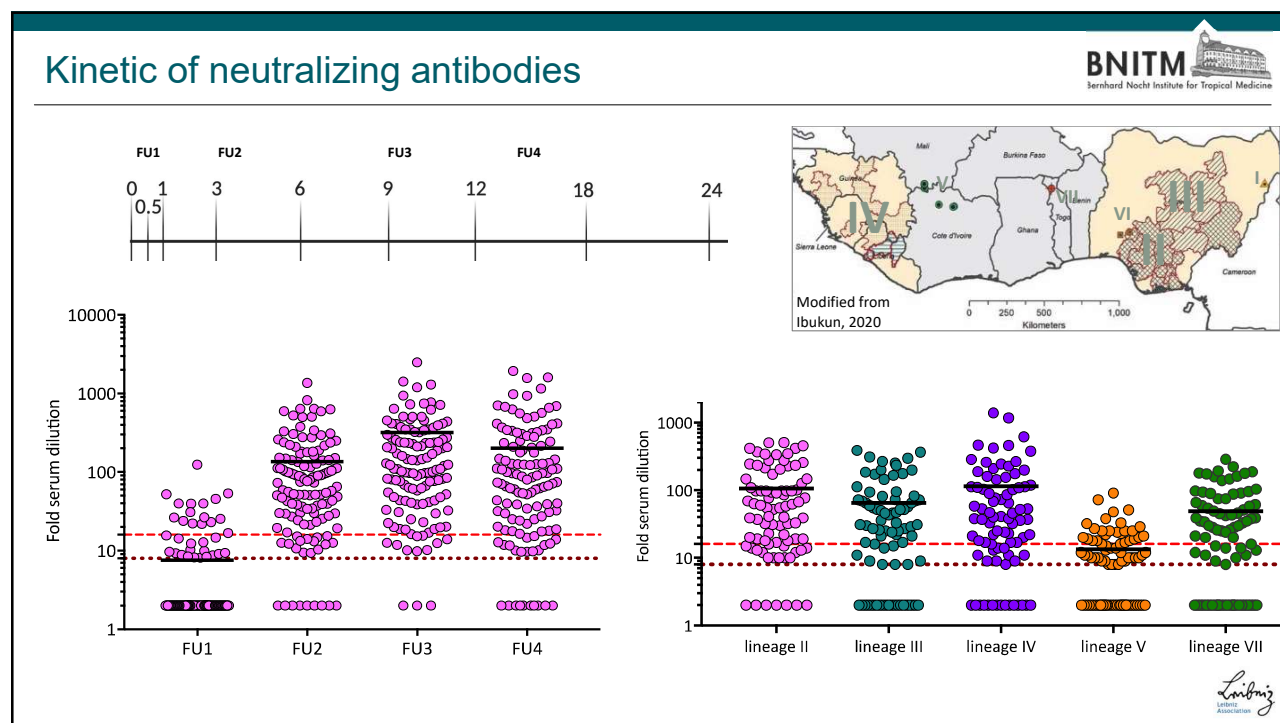 Kinetic of neutralizing antibodies
BNITM
Bernhard Nocht Institute for Tropical Medicine
FU1 FU2 FU3 FU4
0 0.5 1 3 6 9 12 18 24
Mali
Burkina Faso
Guinea
V
I
III
VII
Benin
IV
VI
Togo
Sierra Leone
Cote d'Ivoire
Ghana
II
Liberia
Cameroon
Modified from
Ibukun, 2020
0 250 500 1,000
Kilometers
Fold serum dilution
10000
1000
100
10
1
FU1 FU2 FU3 FU4
Fold serum dilution
1000
100
10
1
lineage II lineage III lineage IV lineage V lineage VII
Leibniz
Leibniz
Association